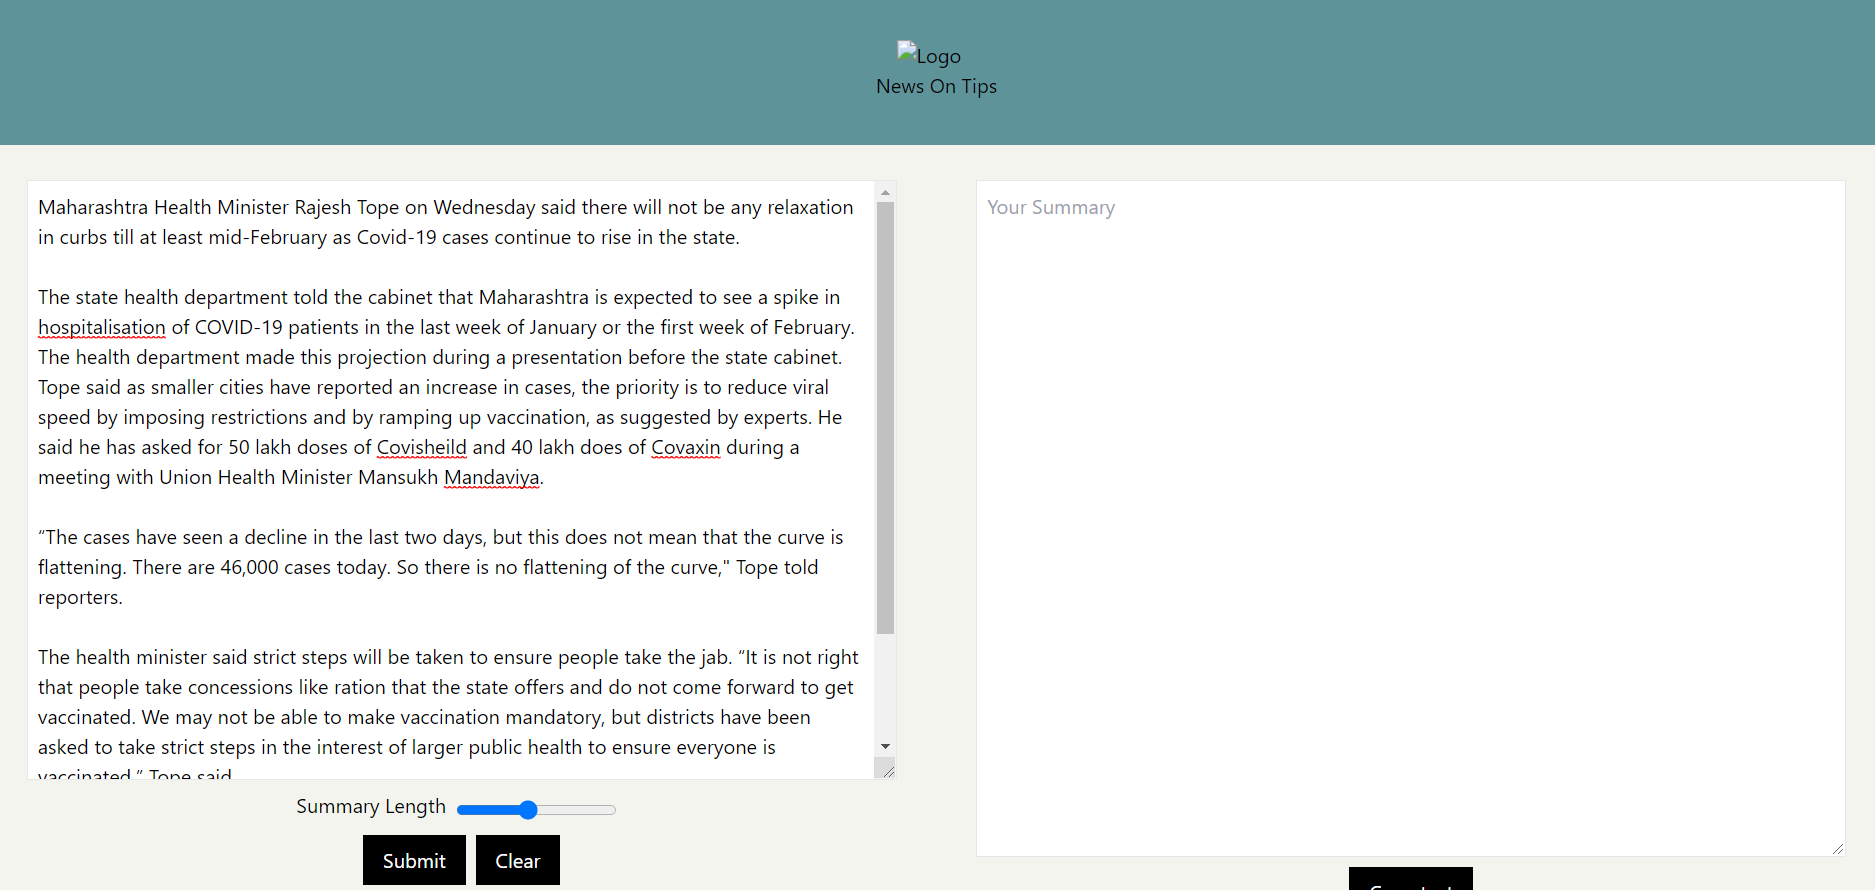 Logo
News On Tips
Maharashtra Health Minister Rajesh Tope on Wednesday said there will not be any relaxation
in curbs till at least mid-February as Covid-19 cases continue to rise in the state.
The state health department told the cabinet that Maharashtra is expected to see a spike in
hospitalisation of COVID-19 patients in the last week of January or the first week of February.
The health department made this projection during a presentation before the state cabinet.
Tope said as smaller cities have reported an increase in cases, the priority is to reduce viral
speed by imposing restrictions and by ramping up vaccination, as suggested by experts. He
said he has asked for 50 lakh doses of Covisheild and 40 lakh does of Covaxin during a
meeting with Union Health Minister Mansukh Mandaviya.
“The cases have seen a decline in the last two days, but this does not mean that the curve is
flattening. There are 46,000 cases today. So there is no flattening of the curve," Tope told
reporters.
The health minister said strict steps will be taken to ensure people take the jab. “It is not right
that people take concessions like ration that the state offers and do not come forward to get
vaccinated. We may not be able to make vaccination mandatory, but districts have been
asked to take strict steps in the interest of larger public health to ensure everyone is
vaccinated,” Tope said
Summary Length
Submit Clear
Your Summary